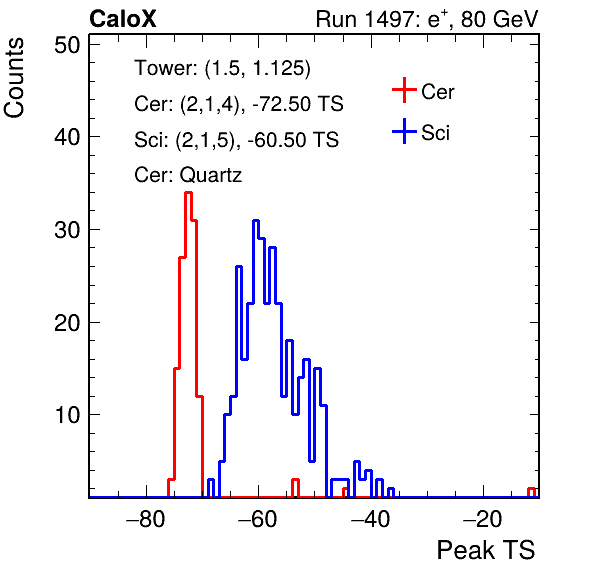 CaloX Run 1497: e⁺, 80 GeV
Counts
50
40
30
20
10
Tower: (1.5, 1.125)
Cer: (2,1,4), -72.50 TS
Sci: (2,1,5), -60.50 TS
Cer: Quartz
Cer
Sci
−80 −60 −40 −20
Peak TS